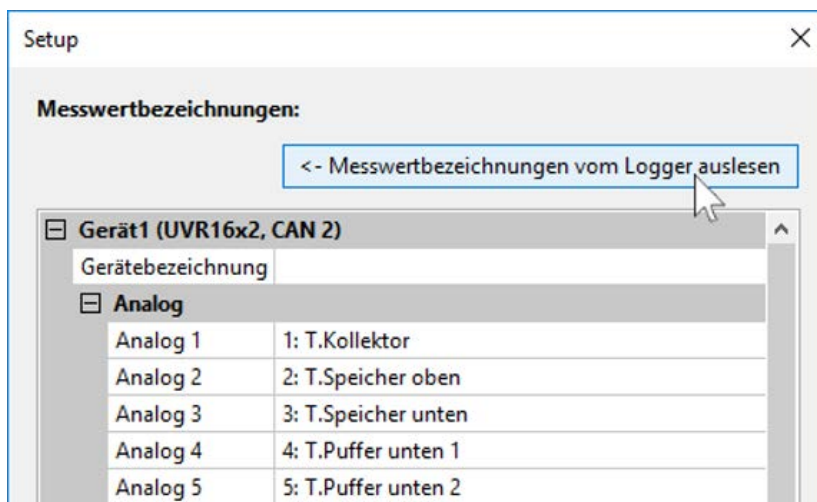 Setup
Messwertbezeichnungen:
<- Messwertbezeichnungen vom Logger auslesen
Gerät1 (UVR16x2, CAN 2)
Gerätebezeichnung
Analog
Analog 1 1: T.Kollektor
Analog 2 2: T.Speicher oben
Analog 3 3: T.Speicher unten
Analog 4 4: T.Puffer unten 1
Analog 5 5: T.Puffer unten 2